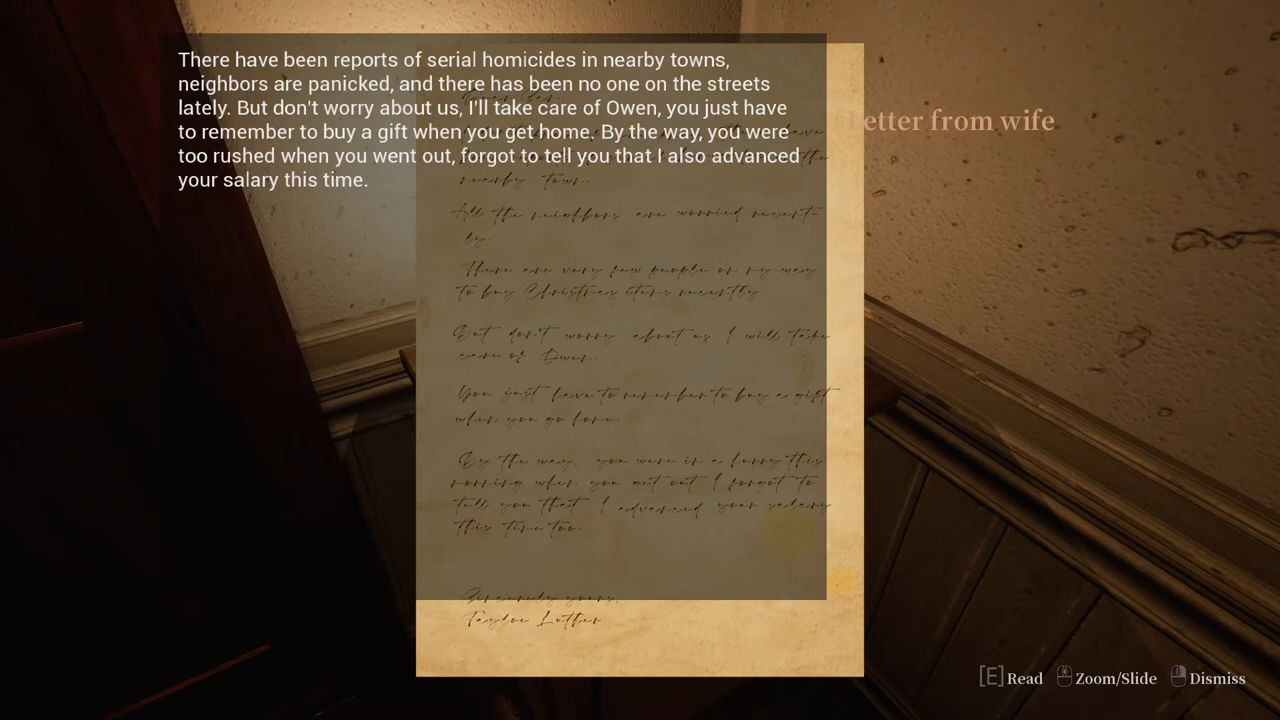 There have been reports of serial homicides in nearby towns,
neighbors are panicked, and there has been no one on the streets
lately. But don't worry about us, I'll take care of Owen, you just have
to remember to buy a gift when you get home. By the way, you were
too rushed when you went out, forgot to tell you that I also advanced
your salary this time.
Letter from wife
have
the
nearby town..
All the neighbors are worried recent-
ly.
There are very few people on my way
to buy Christmas items recently
But don't worry about us I will take
care of Owen.
You just have to remember to buy a gift
when you go home.
By the way, you were in a hurry this
morning when you get out. I forgot to
tell you that I advanced your salary
this time too.
Sincerely yours,
[E] Read Zoom/Slide Dismiss